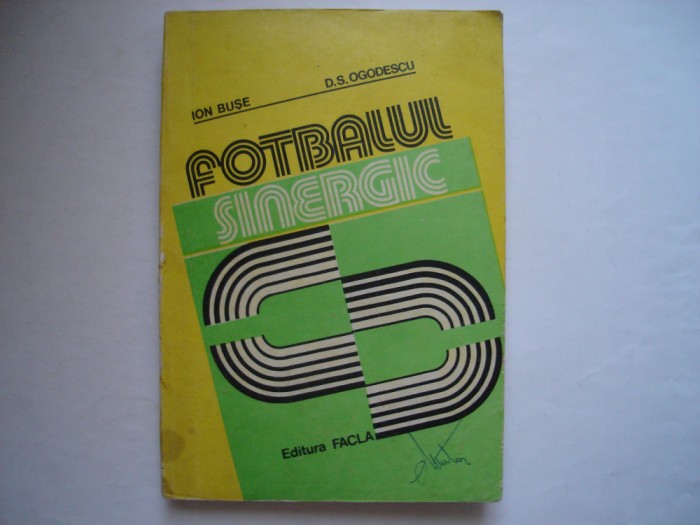 ION BUȘE
D.S. OGODESCU
FOTBALUL
SINERGIC
Editura FACLA